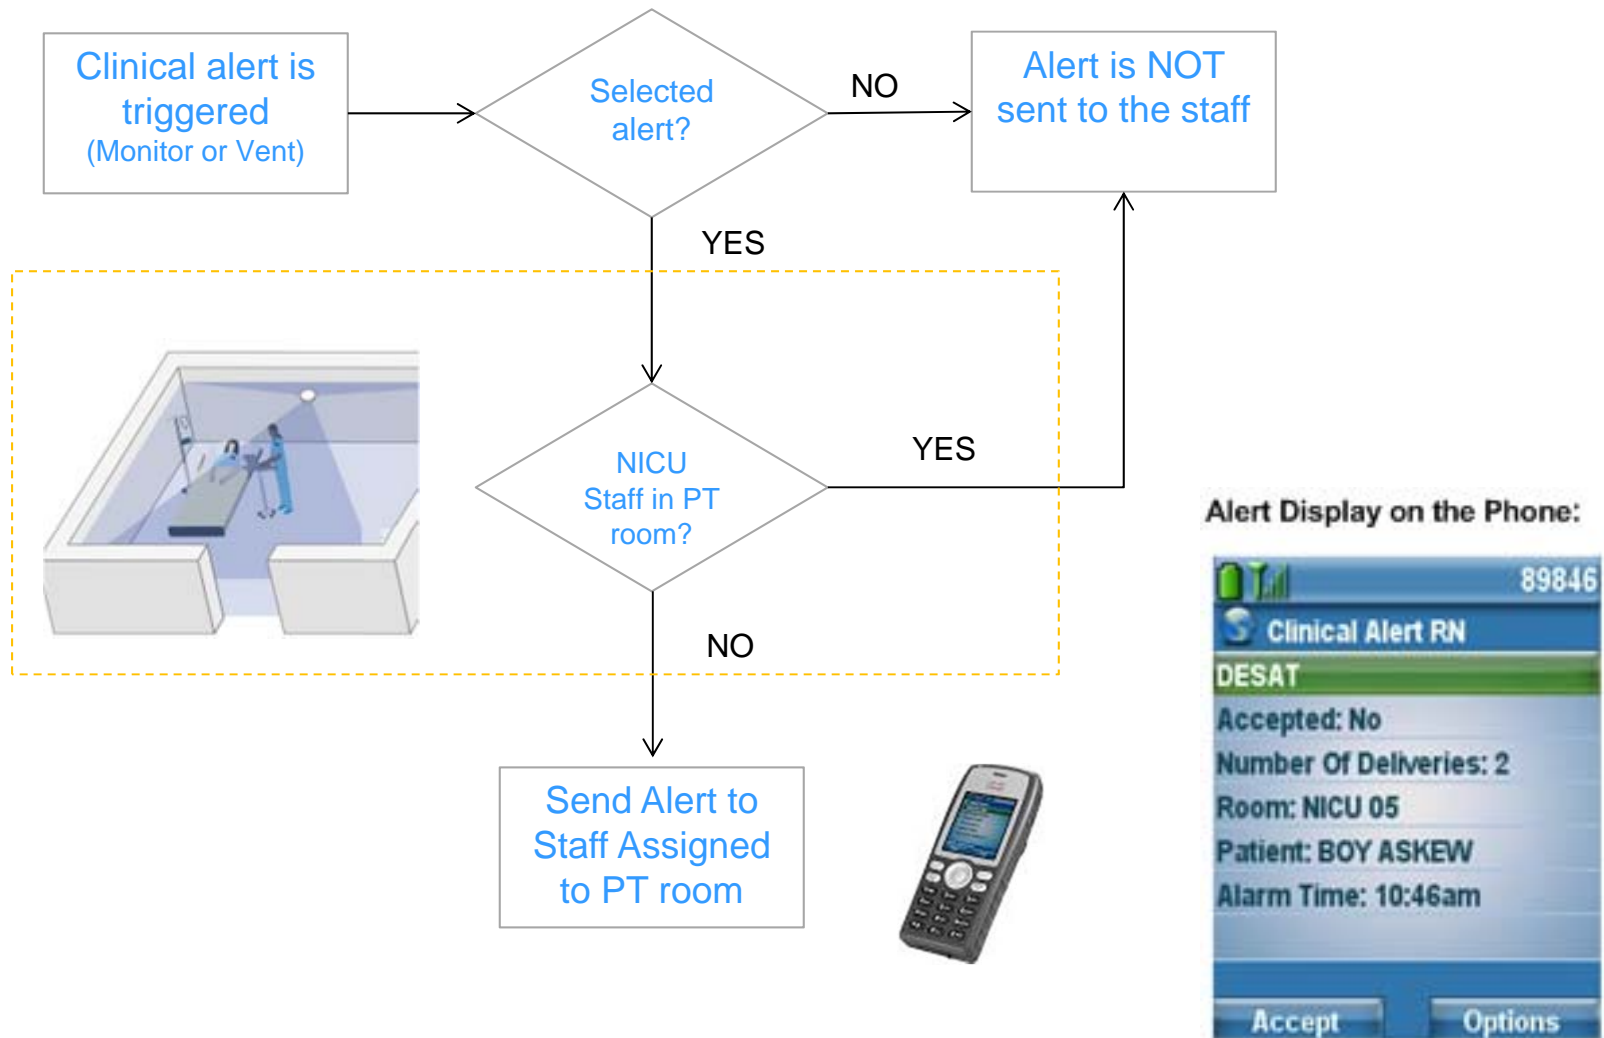 Clinical alert is
triggered
(Monitor or Vent)
Selected
alert?
NO
Alert is NOT
sent to the staff
YES
NICU
Staff in PT
room?
YES
NO
Send Alert to
Staff Assigned
to PT room
Alert Display on the Phone:
89846
Clinical Alert RN
DESAT
Accepted: No
Number Of Deliveries: 2
Room: NICU 05
Patient: BOY ASKEW
Alarm Time: 10:46am
Accept
Options